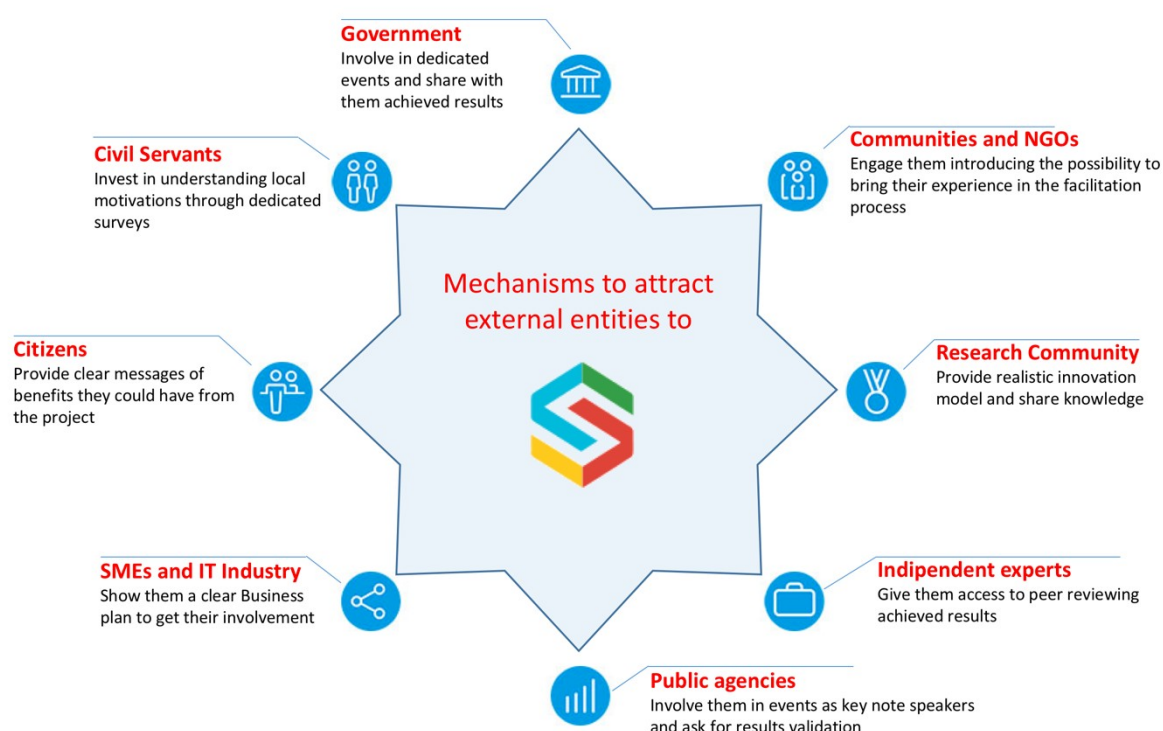 Government
Involve in dedicated
events and share with
them achieved results
Civil Servants
Invest in understanding local
motivations through dedicated
surveys
Communities and NGOs
Engage them introducing the possibility to
bring their experience in the facilitation
process
Mechanisms to attract
external entities to
Citizens
Provide clear messages of
benefits they could have from
the project
Research Community
Provide realistic innovation
model and share knowledge
SMEs and IT Industry
Show them a clear Business
plan to get their involvement
Indipendent experts
Give them access to peer reviewing
achieved results
Public agencies
Involve them in events as key note speakers
and ask for results validation